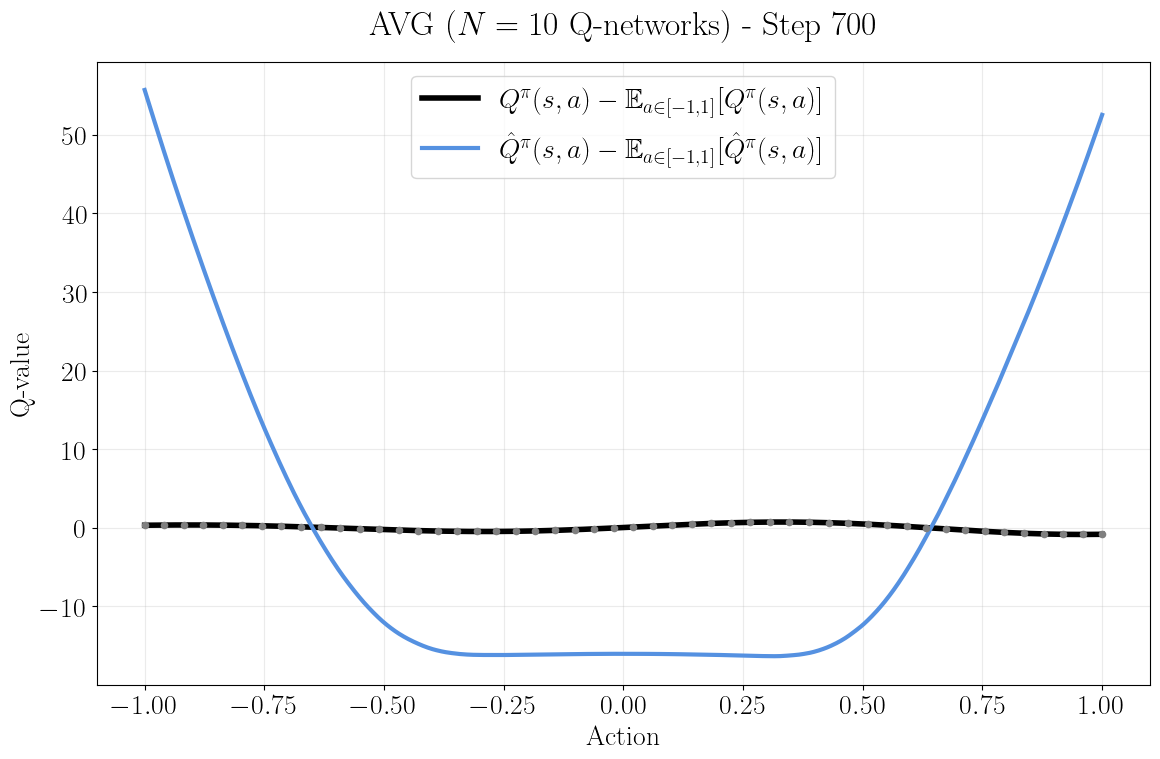 AVG (N = 10 Q-networks) - Step 700
Q^π(s, a) − 𝔼_{a∈[−1,1]}[Q^π(s, a)]
Q̂^π(s, a) − 𝔼_{a∈[−1,1]}[Q̂^π(s, a)]
50
40
30
20
10
0
−10
Q-value
−1.00 −0.75 −0.50 −0.25 0.00 0.25 0.50 0.75 1.00
Action